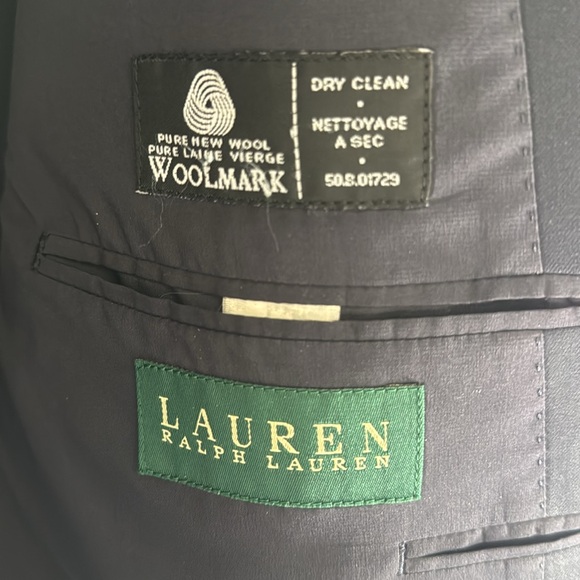 PURE NEW WOOL
PURE LAINE VIERGE
WOOLMARK
DRY CLEAN
•
NETTOYAGE
A SEC
•
50.8.01729
LAUREN
RALPH LAUREN